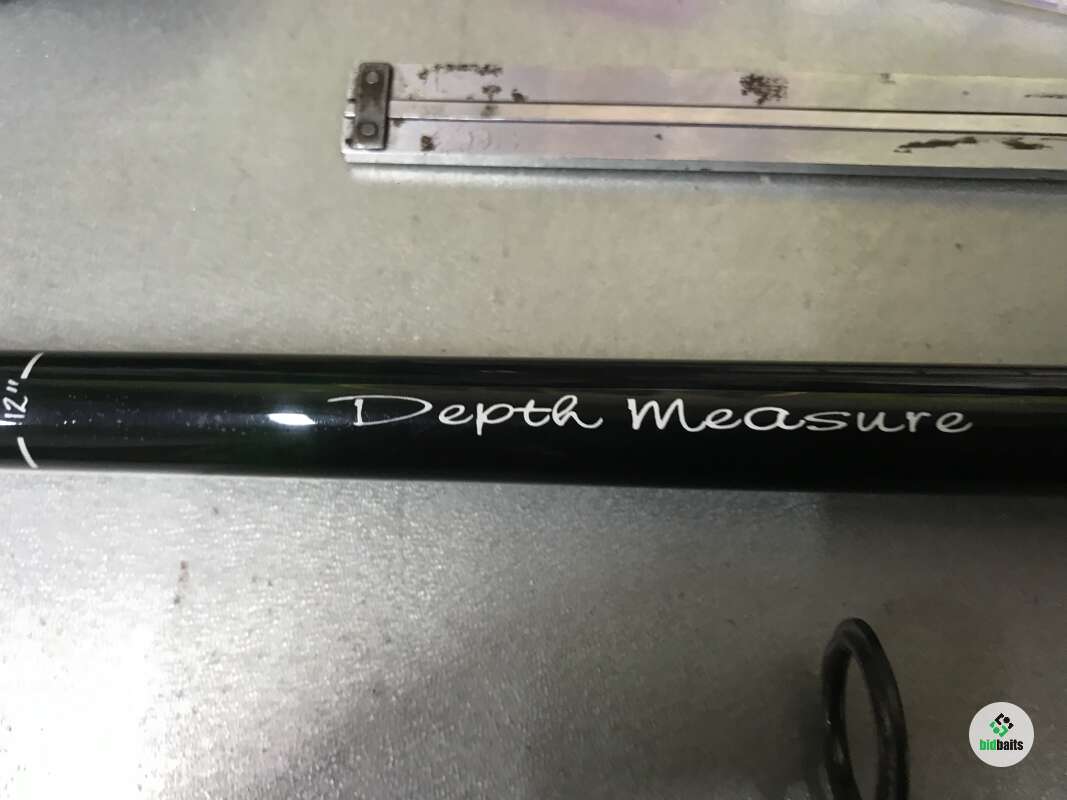 12"
Depth Measure
bidbaits